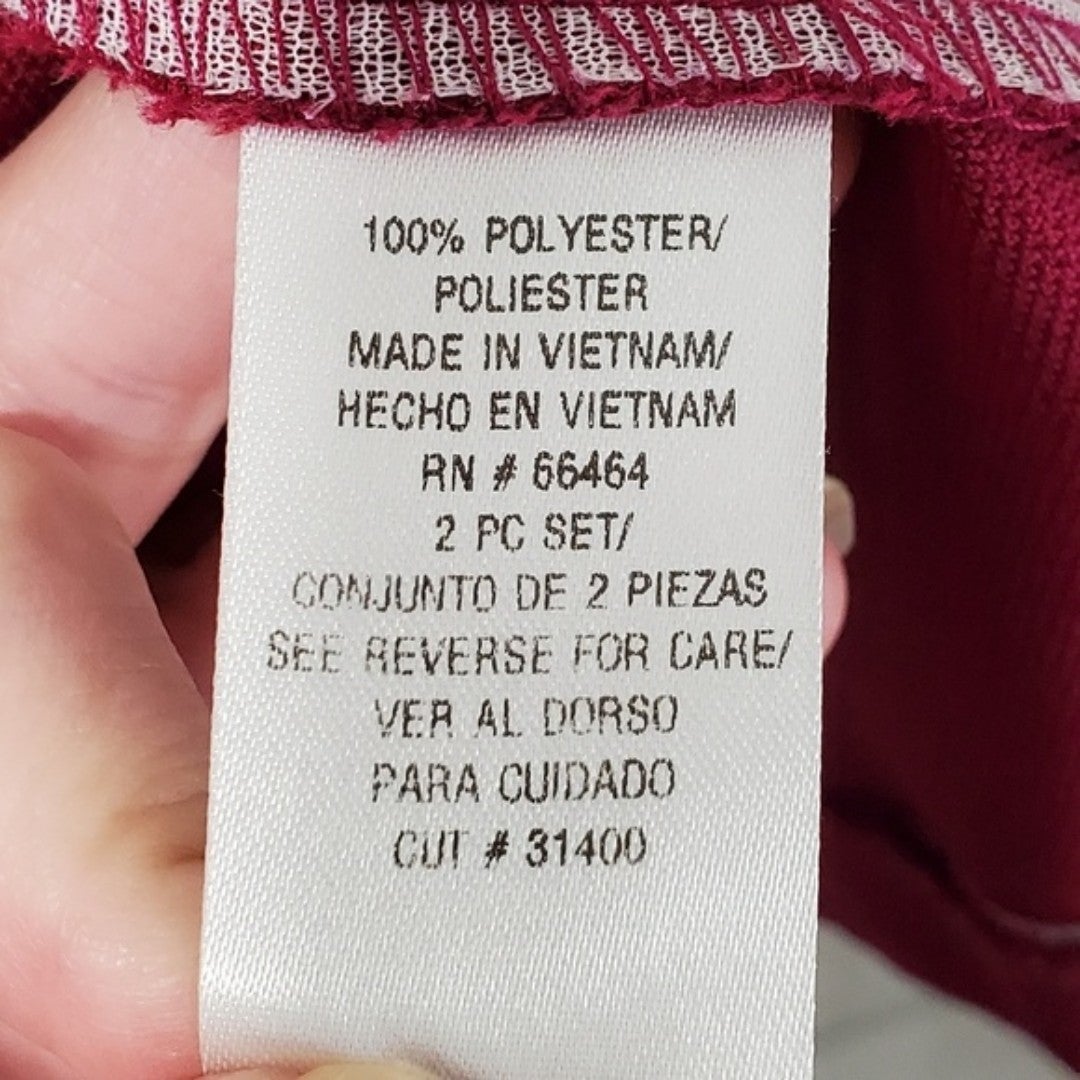 100% POLYESTER/
POLIESTER
MADE IN VIETNAM/
HECHO EN VIETNAM
RN # 66464
2 PC SET/
CONJUNTO DE 2 PIEZAS
SEE REVERSE FOR CARE/
VER AL DORSO
PARA CUIDADO
CUT # 31400